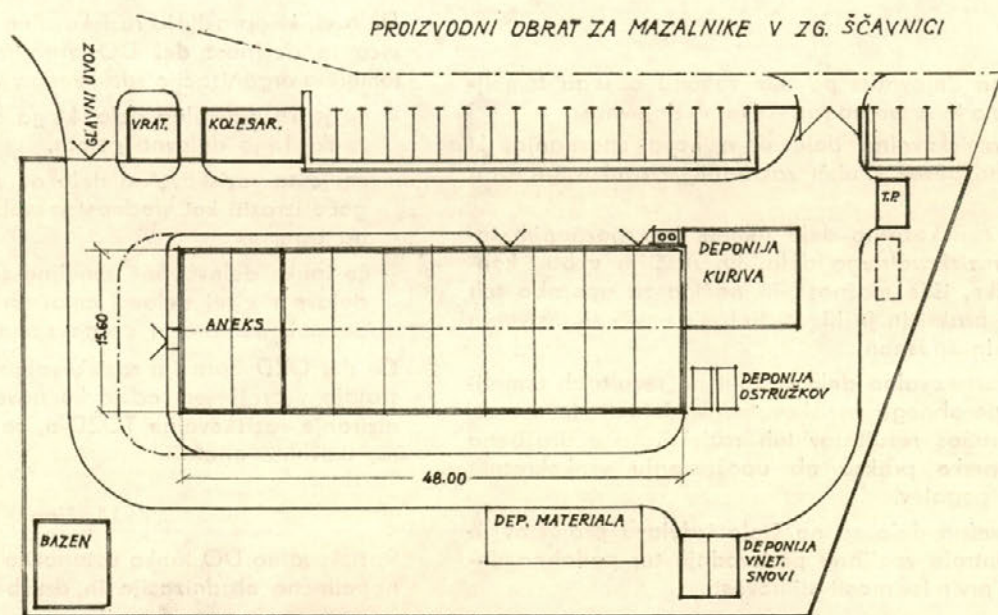 PROIZVODNI OBRAT ZA MAZALNIKE V ZG. ŠČAVNICI
GLAVNI UVOZ
VRAT.
KOLESAR.
T.P.
DEPONIJA
KURIVA
15.60
ANEKS
DEPONIJA
OSTRUŽKOV
48.00
DEP. MATERIALA
BAZEN
DEPONIJA
VNET.
SNOVI